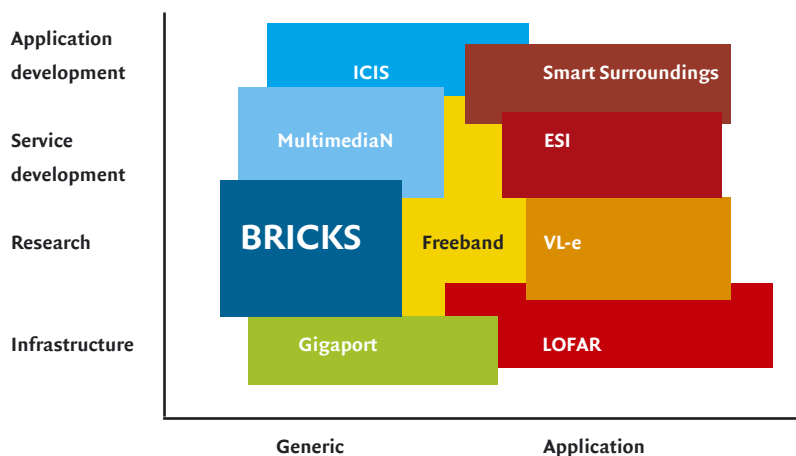 Application
development
ICIS
Smart Surroundings
Service
development
MultimediaN
ESI
Research
BRICKS
Freeband
VL-e
Infrastructure
Gigaport
LOFAR
Generic
Application